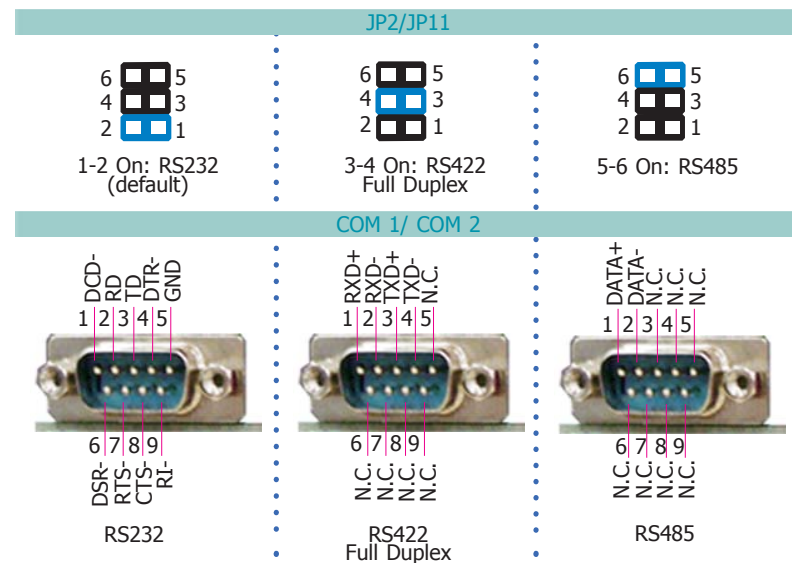 JP2/JP11
6 5
4 3
2 1
1-2 On: RS232
(default)
6 5
4 3
2 1
3-4 On: RS422
Full Duplex
6 5
4 3
2 1
5-6 On: RS485
COM 1/ COM 2
DCD-
RD
TD
DTR-
GND
1 2 3 4 5
6 7 8 9
DSR-
RTS-
CTS-
RI-
RS232
RXD+
RXD-
TXD+
TXD-
N.C.
1 2 3 4 5
6 7 8 9
N.C.
N.C.
N.C.
N.C.
RS422
Full Duplex
DATA+
DATA-
N.C.
N.C.
N.C.
1 2 3 4 5
6 7 8 9
N.C.
N.C.
N.C.
N.C.
RS485